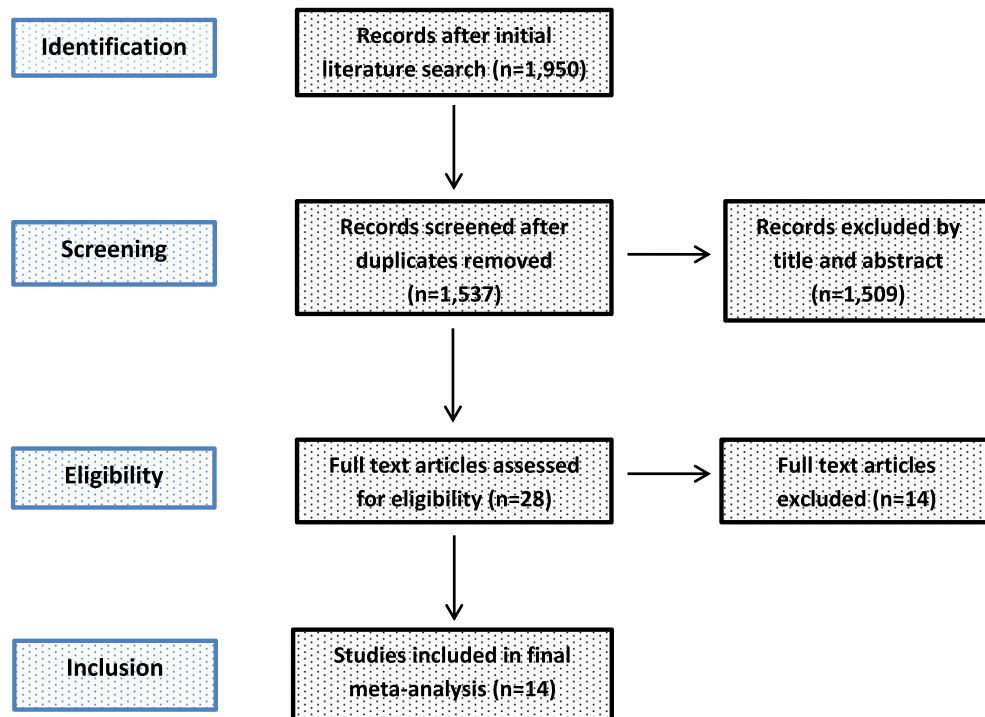 Identification
Records after initial
literature search (n=1,950)
Screening
Records screened after
duplicates removed
(n=1,537)
Records excluded by
title and abstract
(n=1,509)
Eligibility
Full text articles assessed
for eligibility (n=28)
Full text articles
excluded (n=14)
Inclusion
Studies included in final
meta-analysis (n=14)